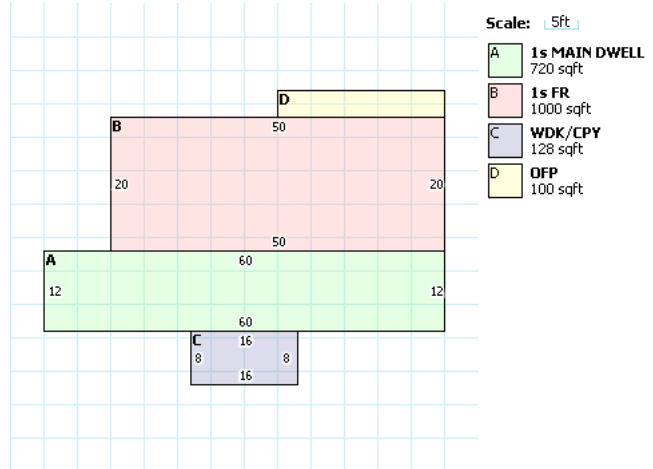 Scale: 5ft
A 1s MAIN DWELL
720 sqft
B 1s FR
1000 sqft
C WDK/CPY
128 sqft
D OFP
100 sqft
D
B 50
20 20
50
A 60
12 12
60
C 16
8 8
16